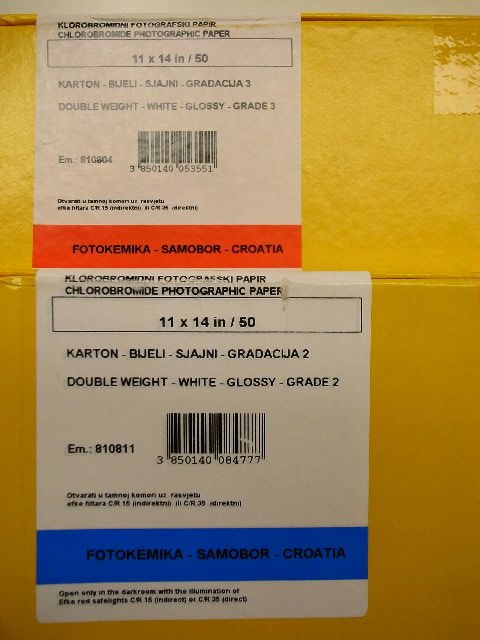 KLOROBROMIDNI FOTOGRAFSKI PAPIR
CHLOROBROMIDE PHOTOGRAPHIC PAPER
11 x 14 in / 50
KARTON - BIJELI - SJAJNI - GRADACIJA 3
DOUBLE WEIGHT - WHITE - GLOSSY - GRADE 3
Em.: 810804
3 850140 053551
Otvarati u tamnoj komori uz rasvjetu
efke filtara C/R 15 (indirektni) ili C/R 35 (direktni)
FOTOKEMIKA - SAMOBOR - CROATIA
KLOROBROMIDNI FOTOGRAFSKI PAPIR
CHLOROBROMIDE PHOTOGRAPHIC PAPER
11 x 14 in / 50
KARTON - BIJELI - SJAJNI - GRADACIJA 2
DOUBLE WEIGHT - WHITE - GLOSSY - GRADE 2
Em.: 810811
3 850140 084777
Otvarati u tamnoj komori uz rasvjetu
efke filtara C/R 15 (indirektni) ili C/R 35 (direktni)
FOTOKEMIKA - SAMOBOR - CROATIA
Open only in the darkroom with the illumination of
Efke red safelights C/R 15 (indirect) or C/R 35 (direct)